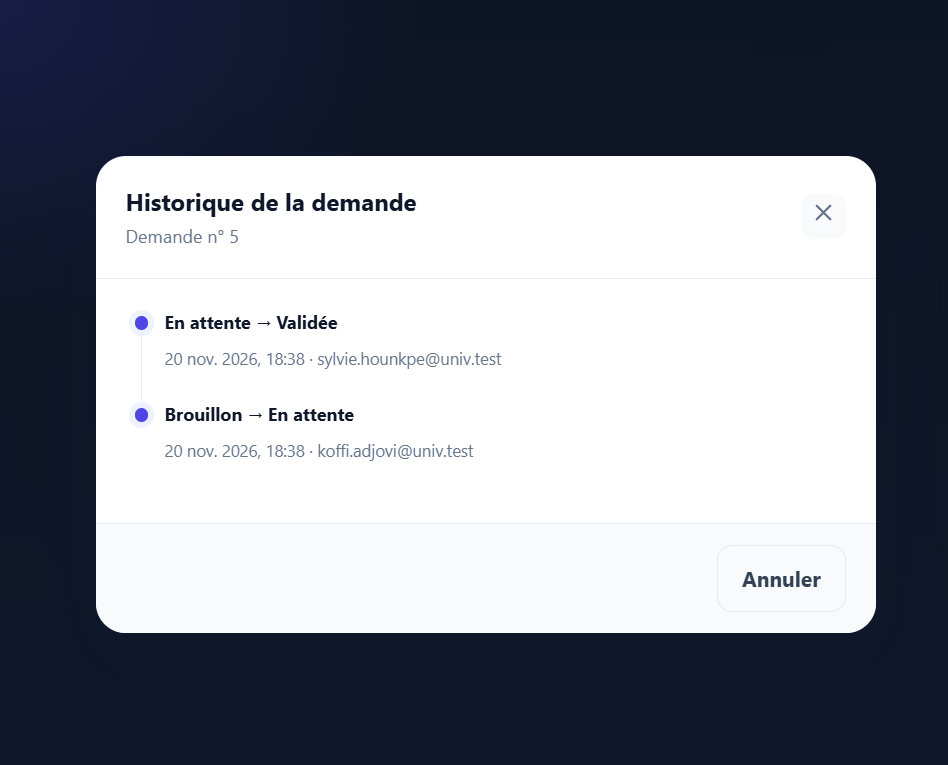 Historique de la demande
Demande n° 5
En attente → Validée
20 nov. 2026, 18:38 · sylvie.hounkpe@univ.test
Brouillon → En attente
20 nov. 2026, 18:38 · koffi.adjovi@univ.test
Annuler